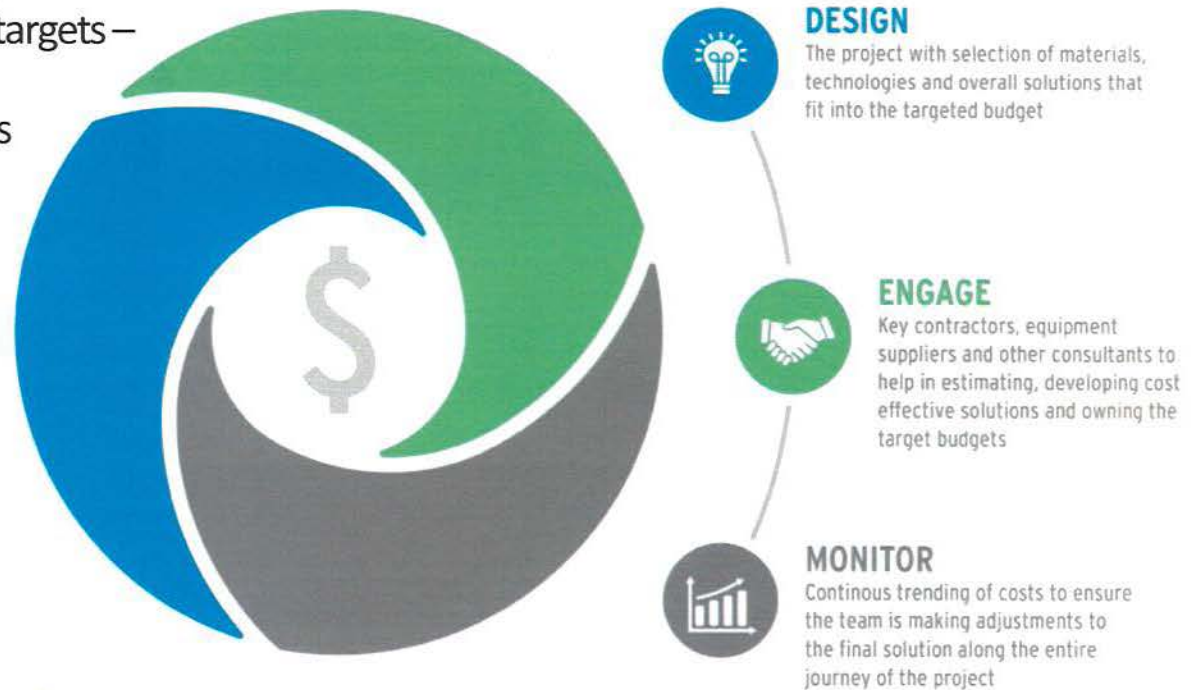 targets –
s
$
DESIGN
The project with selection of materials,
technologies and overall solutions that
fit into the targeted budget
ENGAGE
Key contractors, equipment
suppliers and other consultants to
help in estimating, developing cost
effective solutions and owning the
target budgets
MONITOR
Continous trending of costs to ensure
the team is making adjustments to
the final solution along the entire
journey of the project